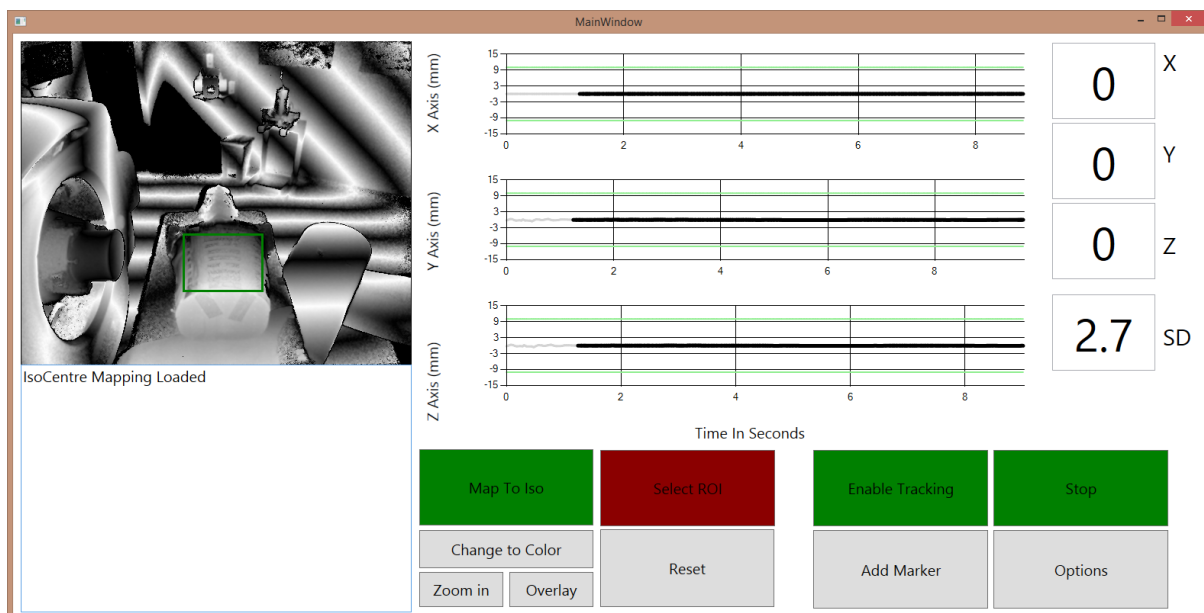 MainWindow
IsoCentre Mapping Loaded
X Axis (mm)
15
9
3
-3
-9
-15
0 2 4 6 8
Y Axis (mm)
15
9
3
-3
-9
-15
0 2 4 6 8
Z Axis (mm)
15
9
3
-3
-9
-15
0 2 4 6 8
Time In Seconds
0 X
0 Y
0 Z
2.7 SD
Map To Iso
Select ROI
Enable Tracking
Stop
Change to Color
Zoom in
Overlay
Reset
Add Marker
Options